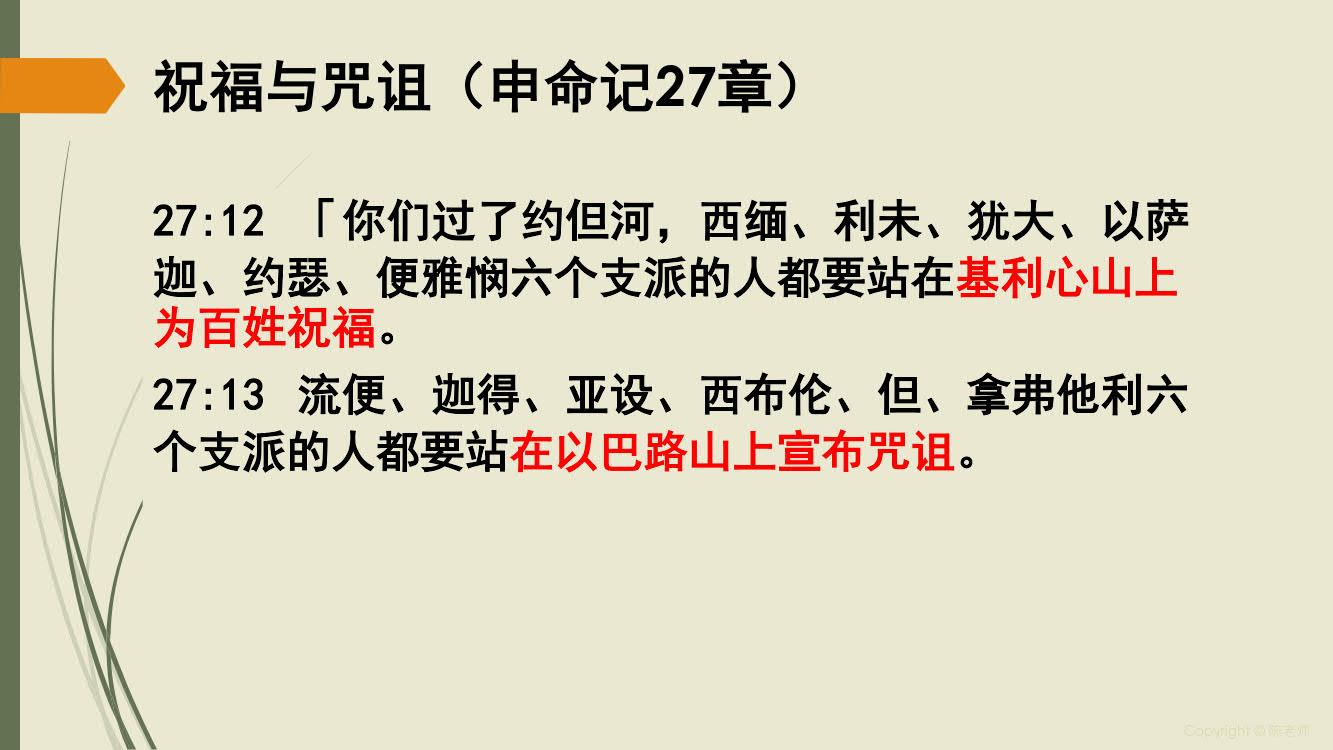 祝福与咒诅（申命记27章）
27:12 「你们过了约但河，西缅、利未、犹大、以萨
迦、约瑟、便雅悯六个支派的人都要站在基利心山上
为百姓祝福。
27:13 流便、迦得、亚设、西布伦、但、拿弗他利六
个支派的人都要站在以巴路山上宣布咒诅。
Copyright @ 陈老师